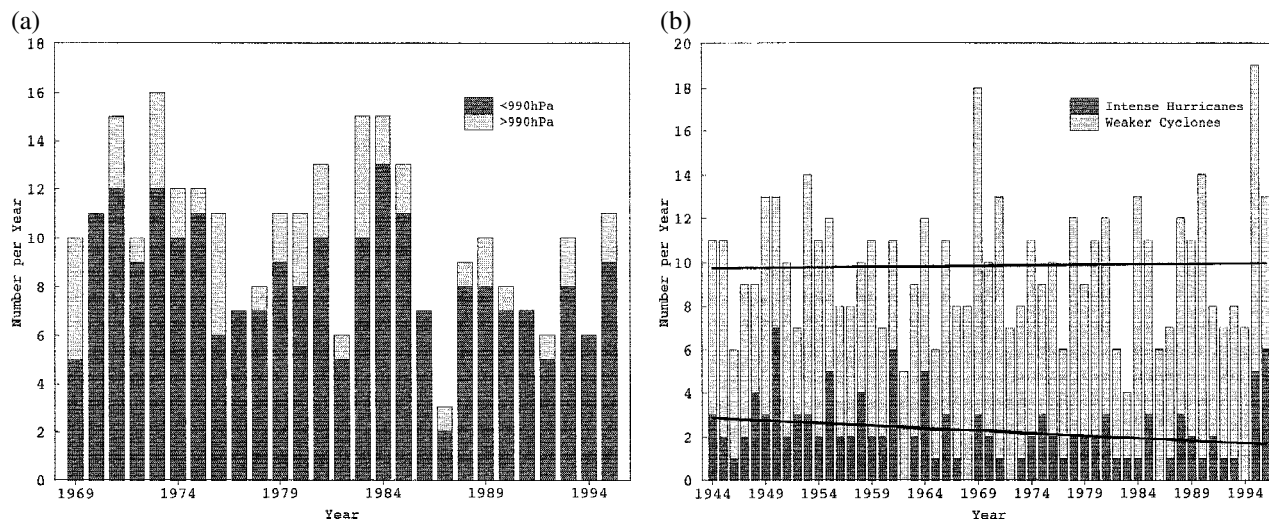 (a)
18
16
14
12
10
8
6
4
2
0
Number per Year
<990hPa
>990hPa
1969 1974 1979 1984 1989 1994
Year
(b)
20
18
16
14
12
10
8
6
4
2
0
Number per Year
Intense Hurricanes
Weaker Cyclones
1944 1949 1954 1959 1964 1969 1974 1979 1984 1989 1994
Year